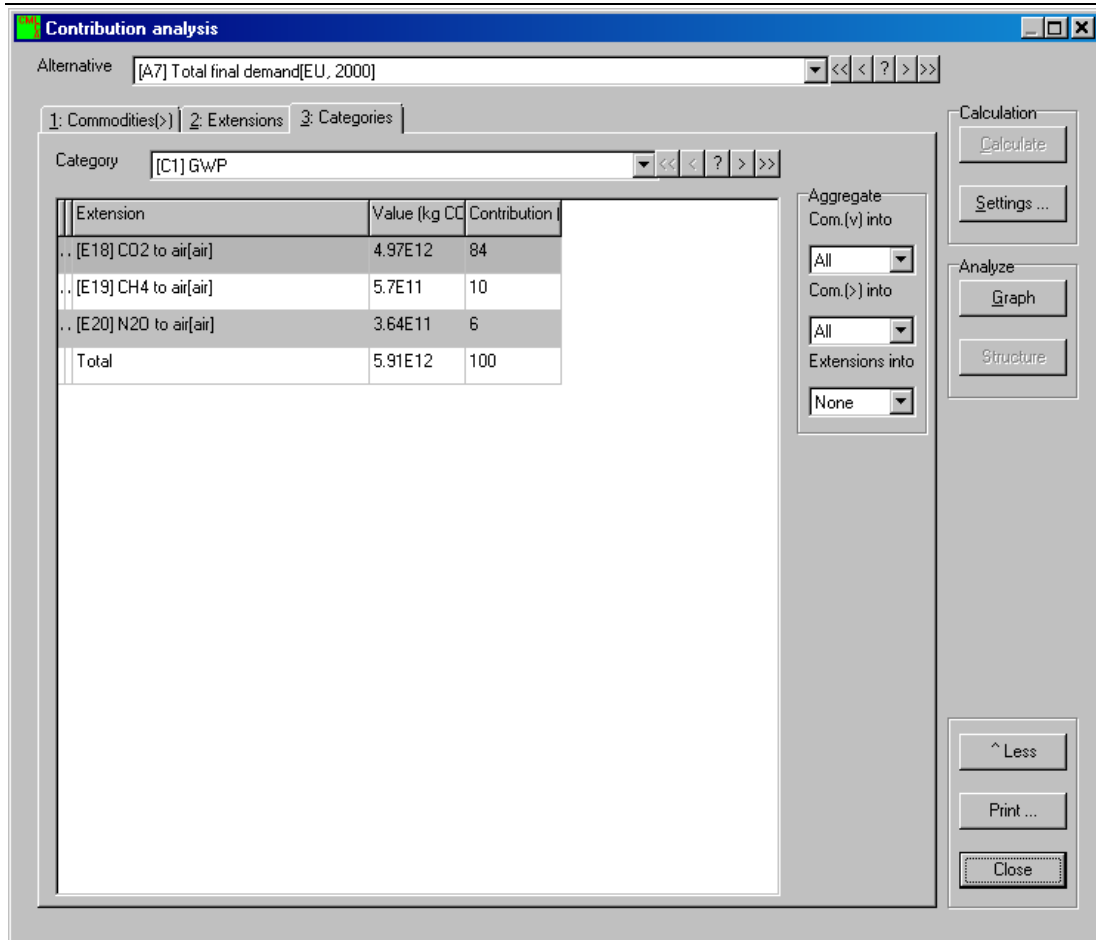 CML
Contribution analysis
Alternative [A7] Total final demand[EU, 2000] << < ? > >>
1: Commodities(>) 2: Extensions 3: Categories
Category [C1] GWP << < ? > >>
Extension Value (kg CO Contribution (
. . [E18] CO2 to air[air] 4.97E12 84
. . [E19] CH4 to air[air] 5.7E11 10
. . [E20] N2O to air[air] 3.64E11 6
Total 5.91E12 100
Aggregate
Com.(v) into
All
Com.(>) into
All
Extensions into
None
Calculation
Calculate
Settings ...
Analyze
Graph
Structure
^ Less
Print ...
Close